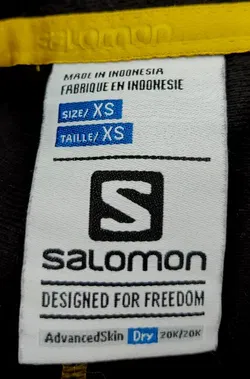 salomon
MADE IN INDONESIA
FABRIQUE EN INDONESIE
SIZE/ XS
TAILLE/ XS
S
salomon
DESIGNED FOR FREEDOM
AdvancedSkin Dry 20K/20K